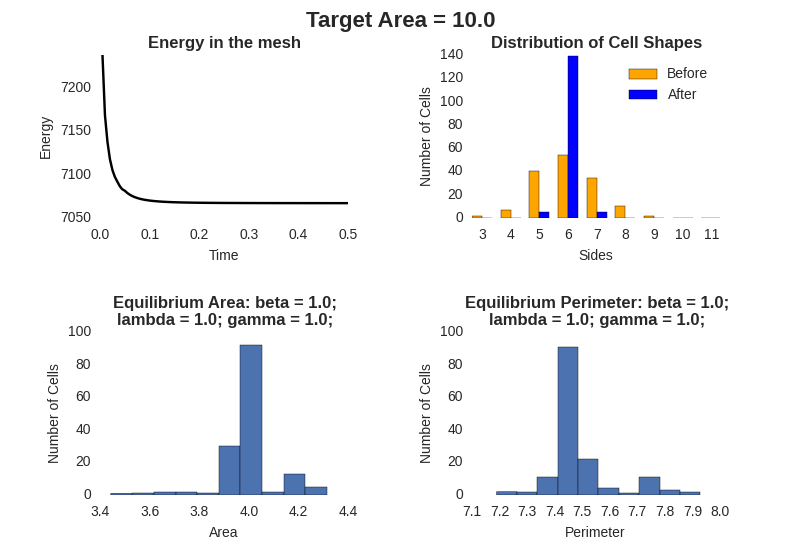 Target Area = 10.0
Energy in the mesh
7200
7150
7100
7050
Energy
0.0 0.1 0.2 0.3 0.4 0.5
Time
Distribution of Cell Shapes
140
120
100
80
60
40
20
0
Number of Cells
Before
After
3 4 5 6 7 8 9 10 11
Sides
Equilibrium Area: beta = 1.0;
lambda = 1.0; gamma = 1.0;
100
80
60
40
20
0
Number of Cells
3.4 3.6 3.8 4.0 4.2 4.4
Area
Equilibrium Perimeter: beta = 1.0;
lambda = 1.0; gamma = 1.0;
100
80
60
40
20
0
Number of Cells
7.1 7.2 7.3 7.4 7.5 7.6 7.7 7.8 7.9 8.0
Perimeter